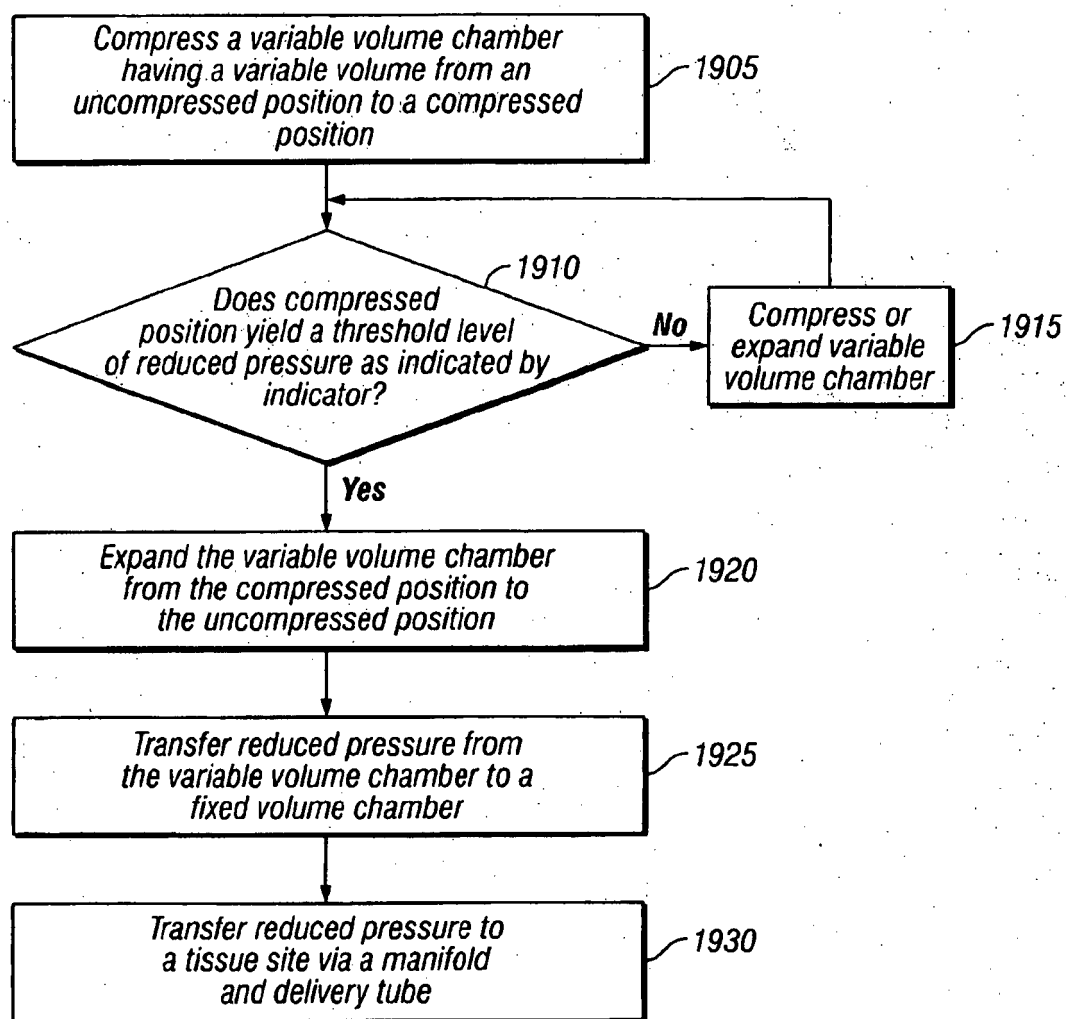 Compress a variable volume chamber
having a variable volume from an
uncompressed position to a compressed
position
1905
1910
Does compressed
position yield a threshold level
of reduced pressure as indicated by
indicator?
No
Compress or
expand variable
volume chamber
1915
Yes
Expand the variable volume chamber
from the compressed position to
the uncompressed position
1920
Transfer reduced pressure from
the variable volume chamber to a
fixed volume chamber
1925
Transfer reduced pressure to
a tissue site via a manifold
and delivery tube
1930